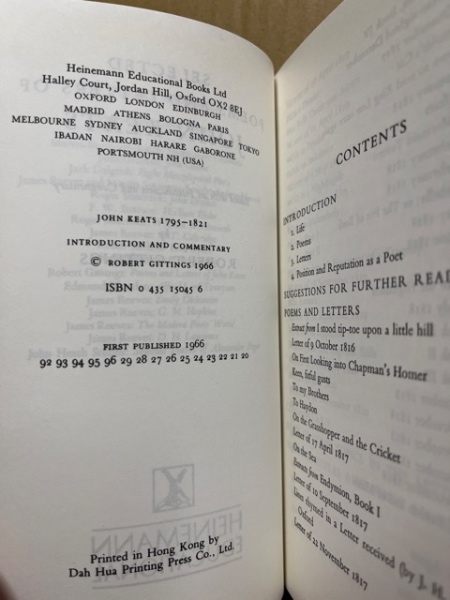 Heinemann Educational Books Ltd
Halley Court, Jordan Hill, Oxford OX2 8EJ
OXFORD LONDON EDINBURGH
MADRID ATHENS BOLOGNA PARIS
MELBOURNE SYDNEY AUCKLAND SINGAPORE TOKYO
IBADAN NAIROBI HARARE GABORONE
PORTSMOUTH NH (USA)
JOHN KEATS 1795-1821
INTRODUCTION AND COMMENTARY
© ROBERT GITTINGS 1966
ISBN 0 435 15045 6
FIRST PUBLISHED 1966
92 93 94 95 96 29 28 27 26 25 24 23 22 21 20
Printed in Hong Kong by
Dah Hua Printing Press Co., Ltd.
CONTENTS
INTRODUCTION
1. Life
2. Poems
3. Letters
4. Position and Reputation as a Poet
SUGGESTIONS FOR FURTHER READ
POEMS AND LETTERS
Extract from I stood tip-toe upon a little hill
Letter of 9 October 1816
On First Looking into Chapman's Homer
Keen, fitful gusts
To my Brothers
To Haydon
On the Grasshopper and the Cricket
Letter of 17 April 1817
On the Sea
Extracts from Endymion, Book I
Letter of 10 September 1817
Lines rhymed in a Letter received (by J. H.
Oxford
Letter of 22 November 1817